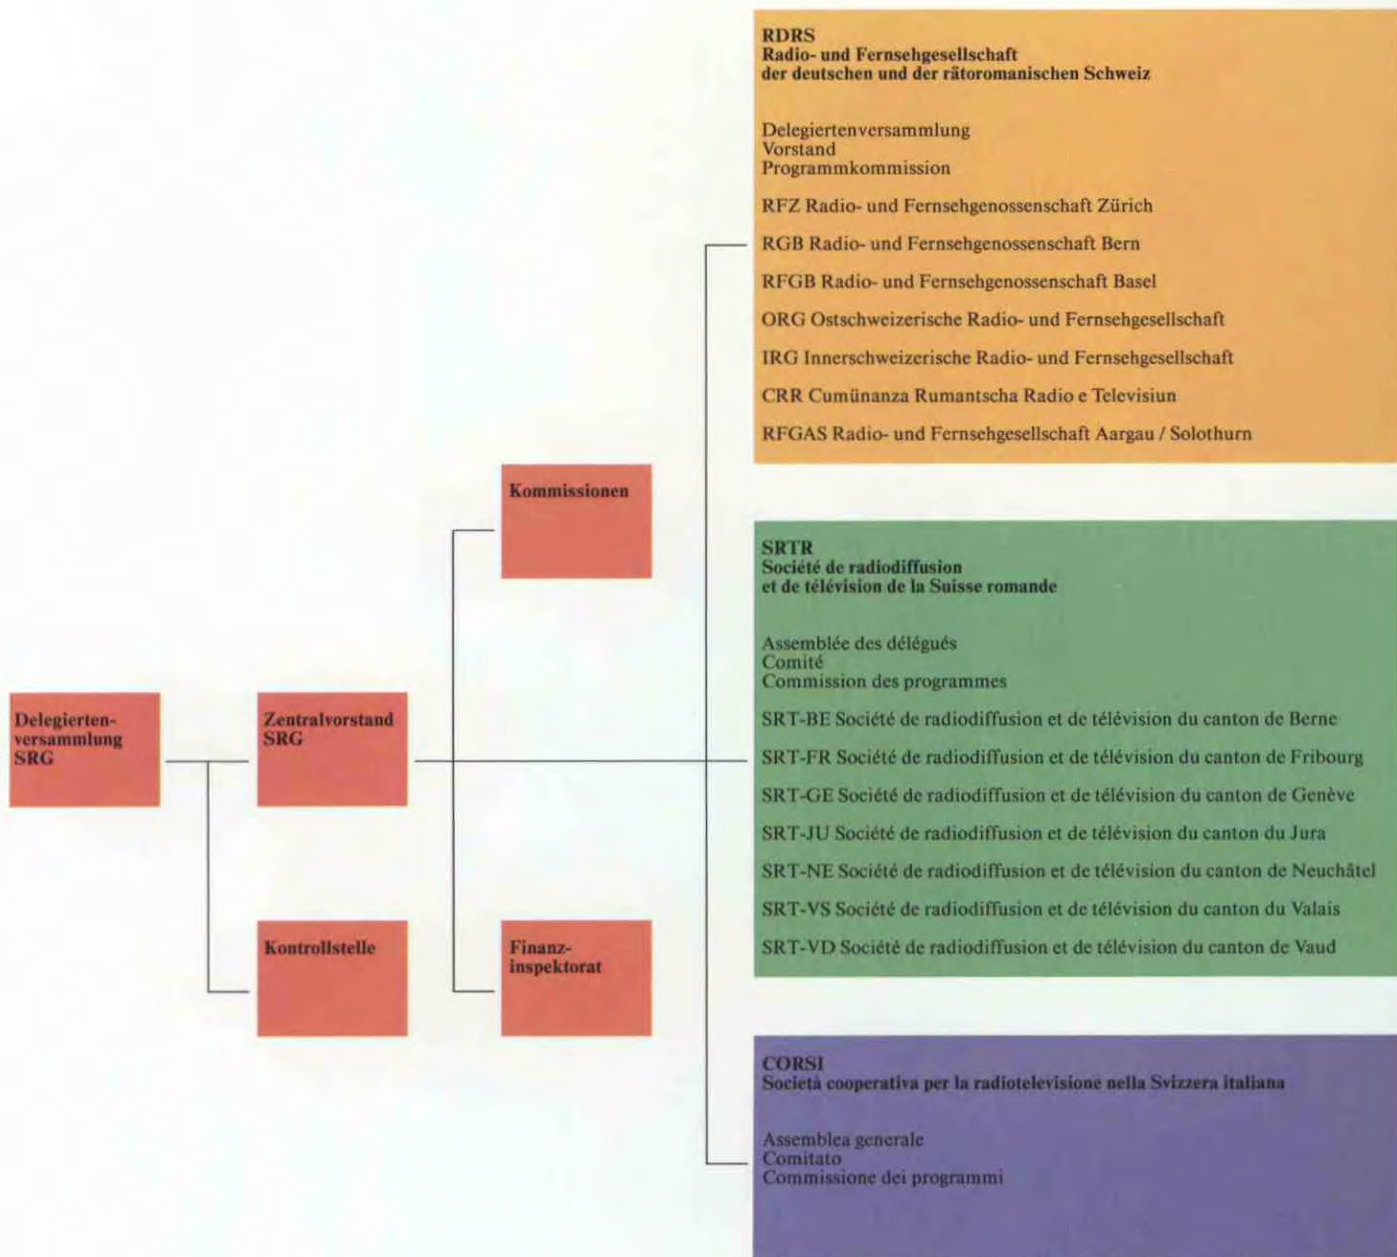 RDRS
Radio- und Fernsehgesellschaft
der deutschen und der rätoromanischen Schweiz
Delegiertenversammlung
Vorstand
Programmkommission
RFZ Radio- und Fernsehgenossenschaft Zürich
RGB Radio- und Fernsehgenossenschaft Bern
RFGB Radio- und Fernsehgenossenschaft Basel
ORG Ostschweizerische Radio- und Fernsehgesellschaft
IRG Innerschweizerische Radio- und Fernsehgesellschaft
CRR Cumünanza Rumantscha Radio e Televisiun
RFGAS Radio- und Fernsehgesellschaft Aargau / Solothurn
Kommissionen
SRTR
Société de radiodiffusion
et de télévision de la Suisse romande
Assemblée des délégués
Comité
Commission des programmes
SRT-BE Société de radiodiffusion et de télévision du canton de Berne
SRT-FR Société de radiodiffusion et de télévision du canton de Fribourg
SRT-GE Société de radiodiffusion et de télévision du canton de Genève
SRT-JU Société de radiodiffusion et de télévision du canton du Jura
SRT-NE Société de radiodiffusion et de télévision du canton de Neuchâtel
SRT-VS Société de radiodiffusion et de télévision du canton du Valais
SRT-VD Société de radiodiffusion et de télévision du canton de Vaud
Delegierten-
versammlung
SRG
Zentralvorstand
SRG
Kontrollstelle
Finanz-
inspektorat
CORSI
Società cooperativa per la radiotelevisione nella Svizzera italiana
Assemblea generale
Comitato
Commissione dei programmi